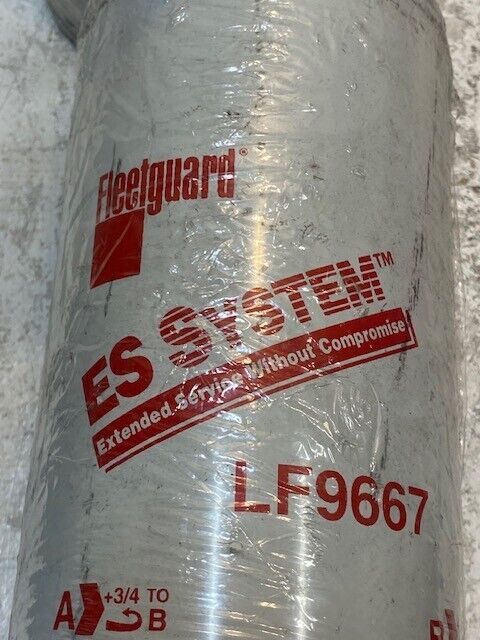 Fleetguard®
ES SYSTEM™
Extended Service Without Compromise
LF9667
A +3/4 TO B
B